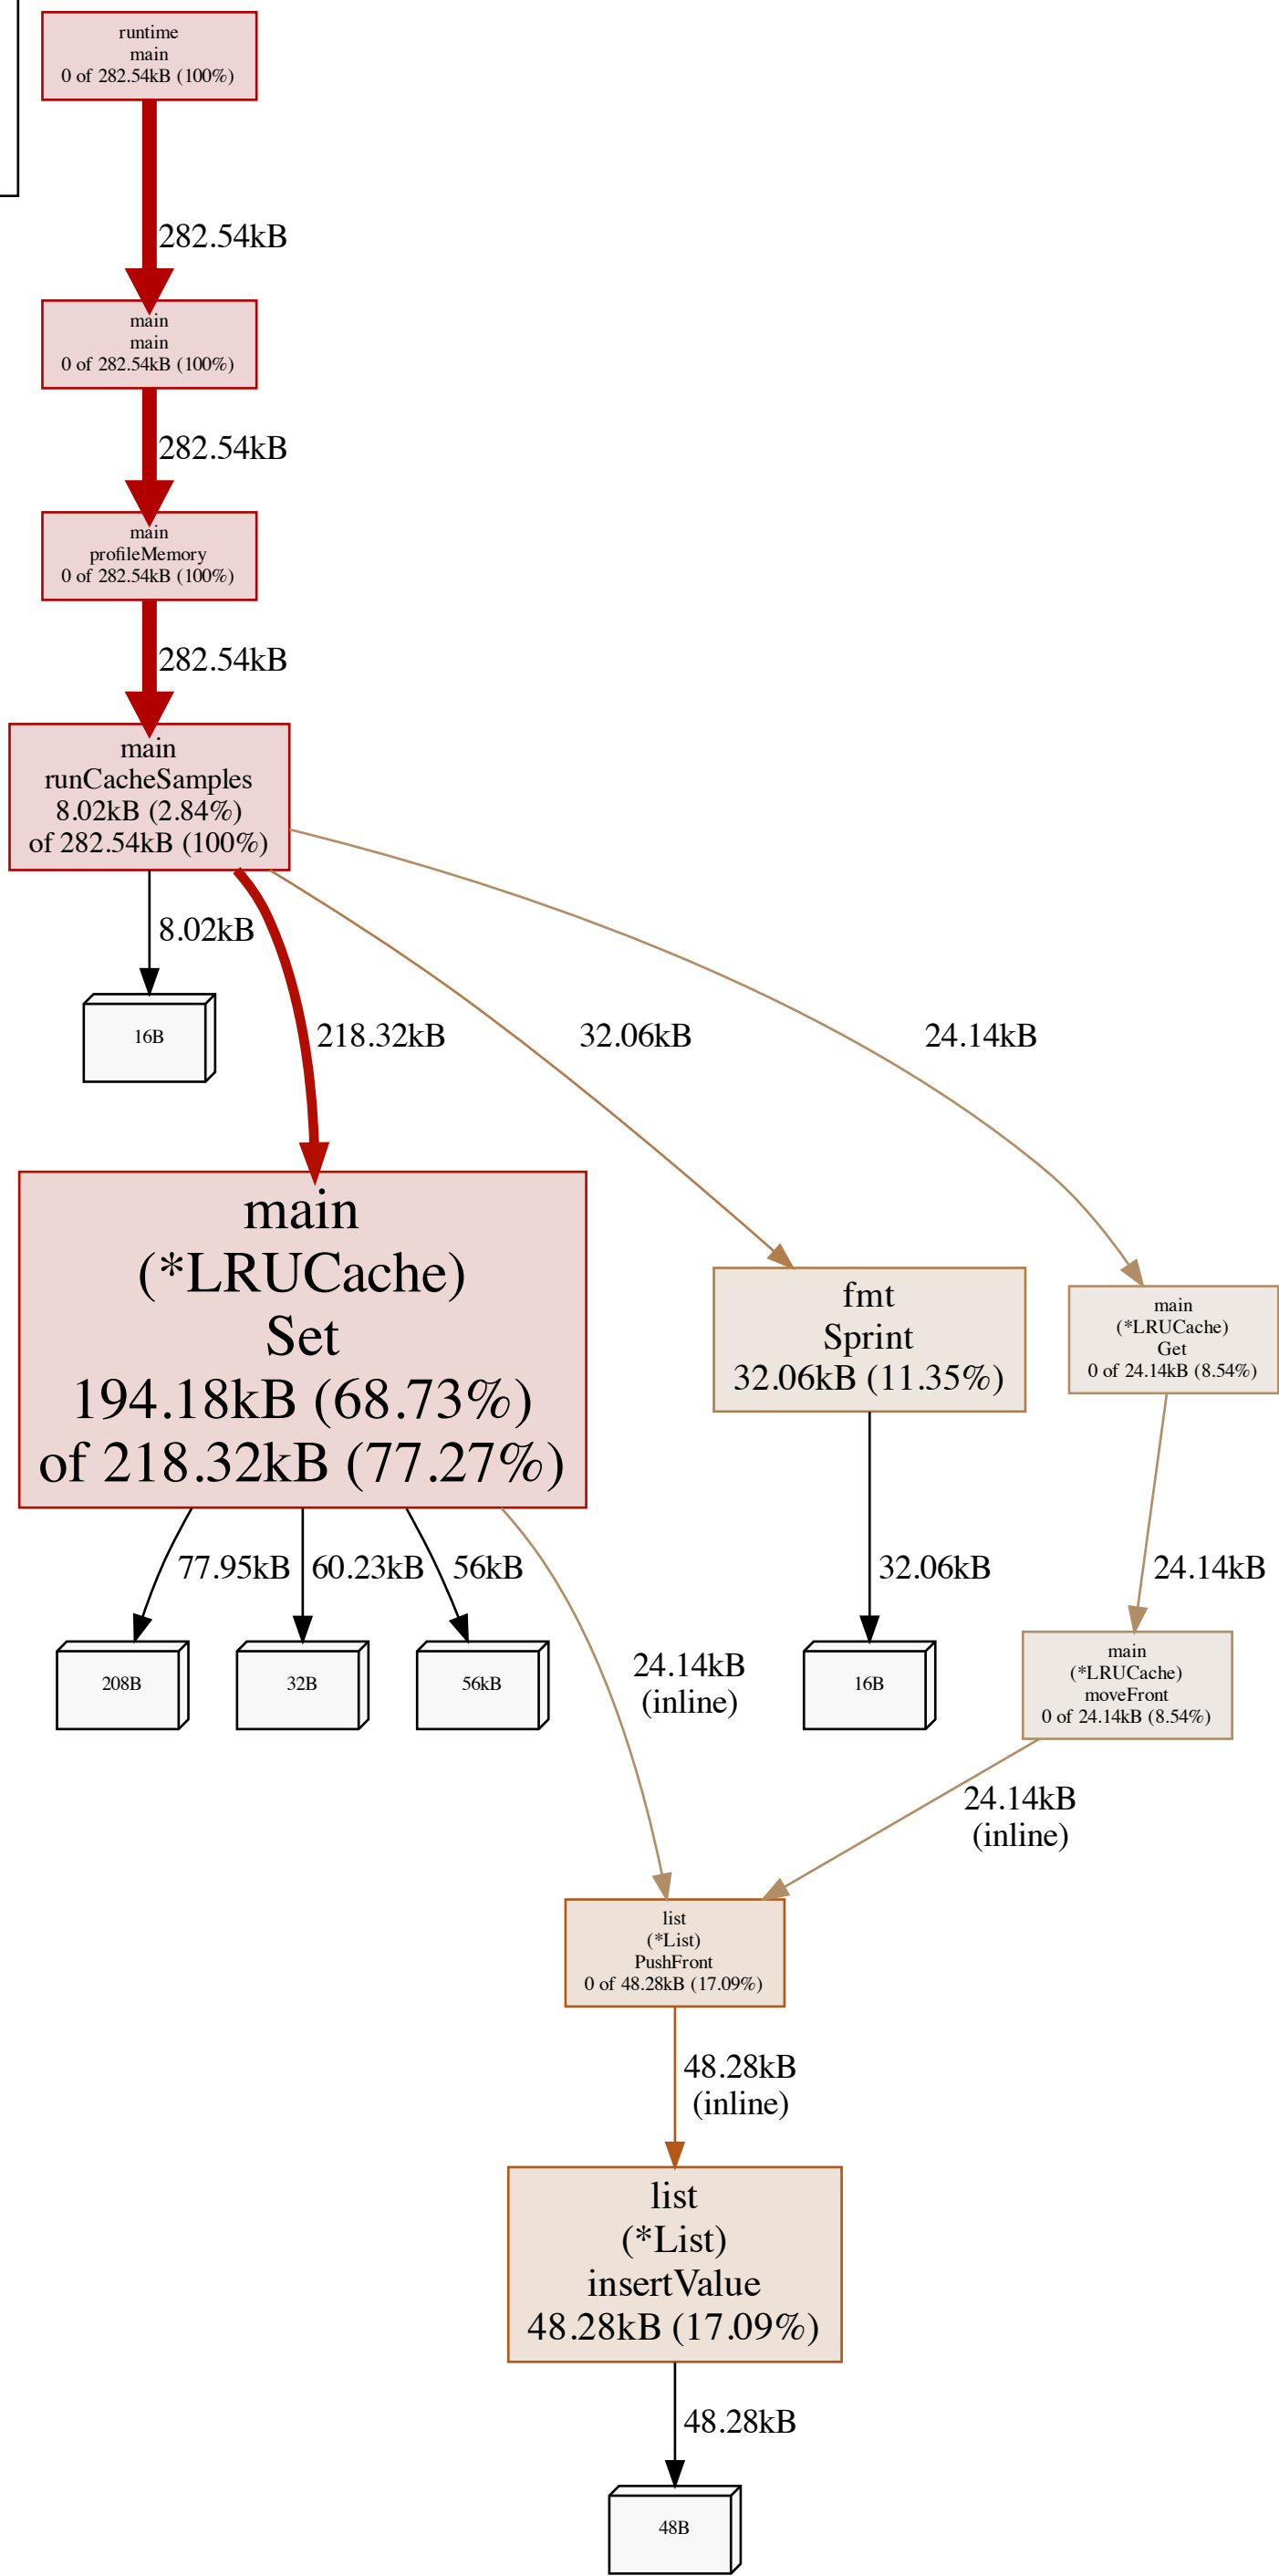 runtime
main
0 of 282.54kB (100%)
282.54kB
main
main
0 of 282.54kB (100%)
282.54kB
main
profileMemory
0 of 282.54kB (100%)
282.54kB
main
runCacheSamples
8.02kB (2.84%)
of 282.54kB (100%)
8.02kB
218.32kB
32.06kB
24.14kB
16B
main
(*LRUCache)
Set
194.18kB (68.73%)
of 218.32kB (77.27%)
fmt
Sprint
32.06kB (11.35%)
main
(*LRUCache)
Get
0 of 24.14kB (8.54%)
77.95kB
60.23kB
56kB
24.14kB
(inline)
32.06kB
24.14kB
208B
32B
56kB
16B
main
(*LRUCache)
moveFront
0 of 24.14kB (8.54%)
24.14kB
(inline)
list
(*List)
PushFront
0 of 48.28kB (17.09%)
48.28kB
(inline)
list
(*List)
insertValue
48.28kB (17.09%)
48.28kB
48B